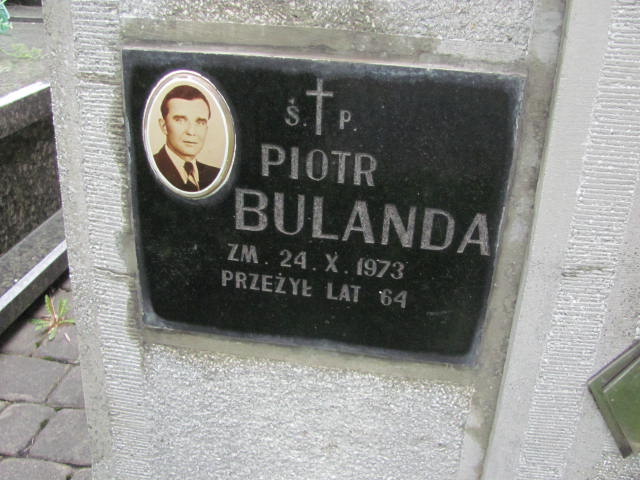 Ś. P.
PIOTR
BULANDA
ZM. 24. X. 1973
PRZEŻYŁ LAT 64